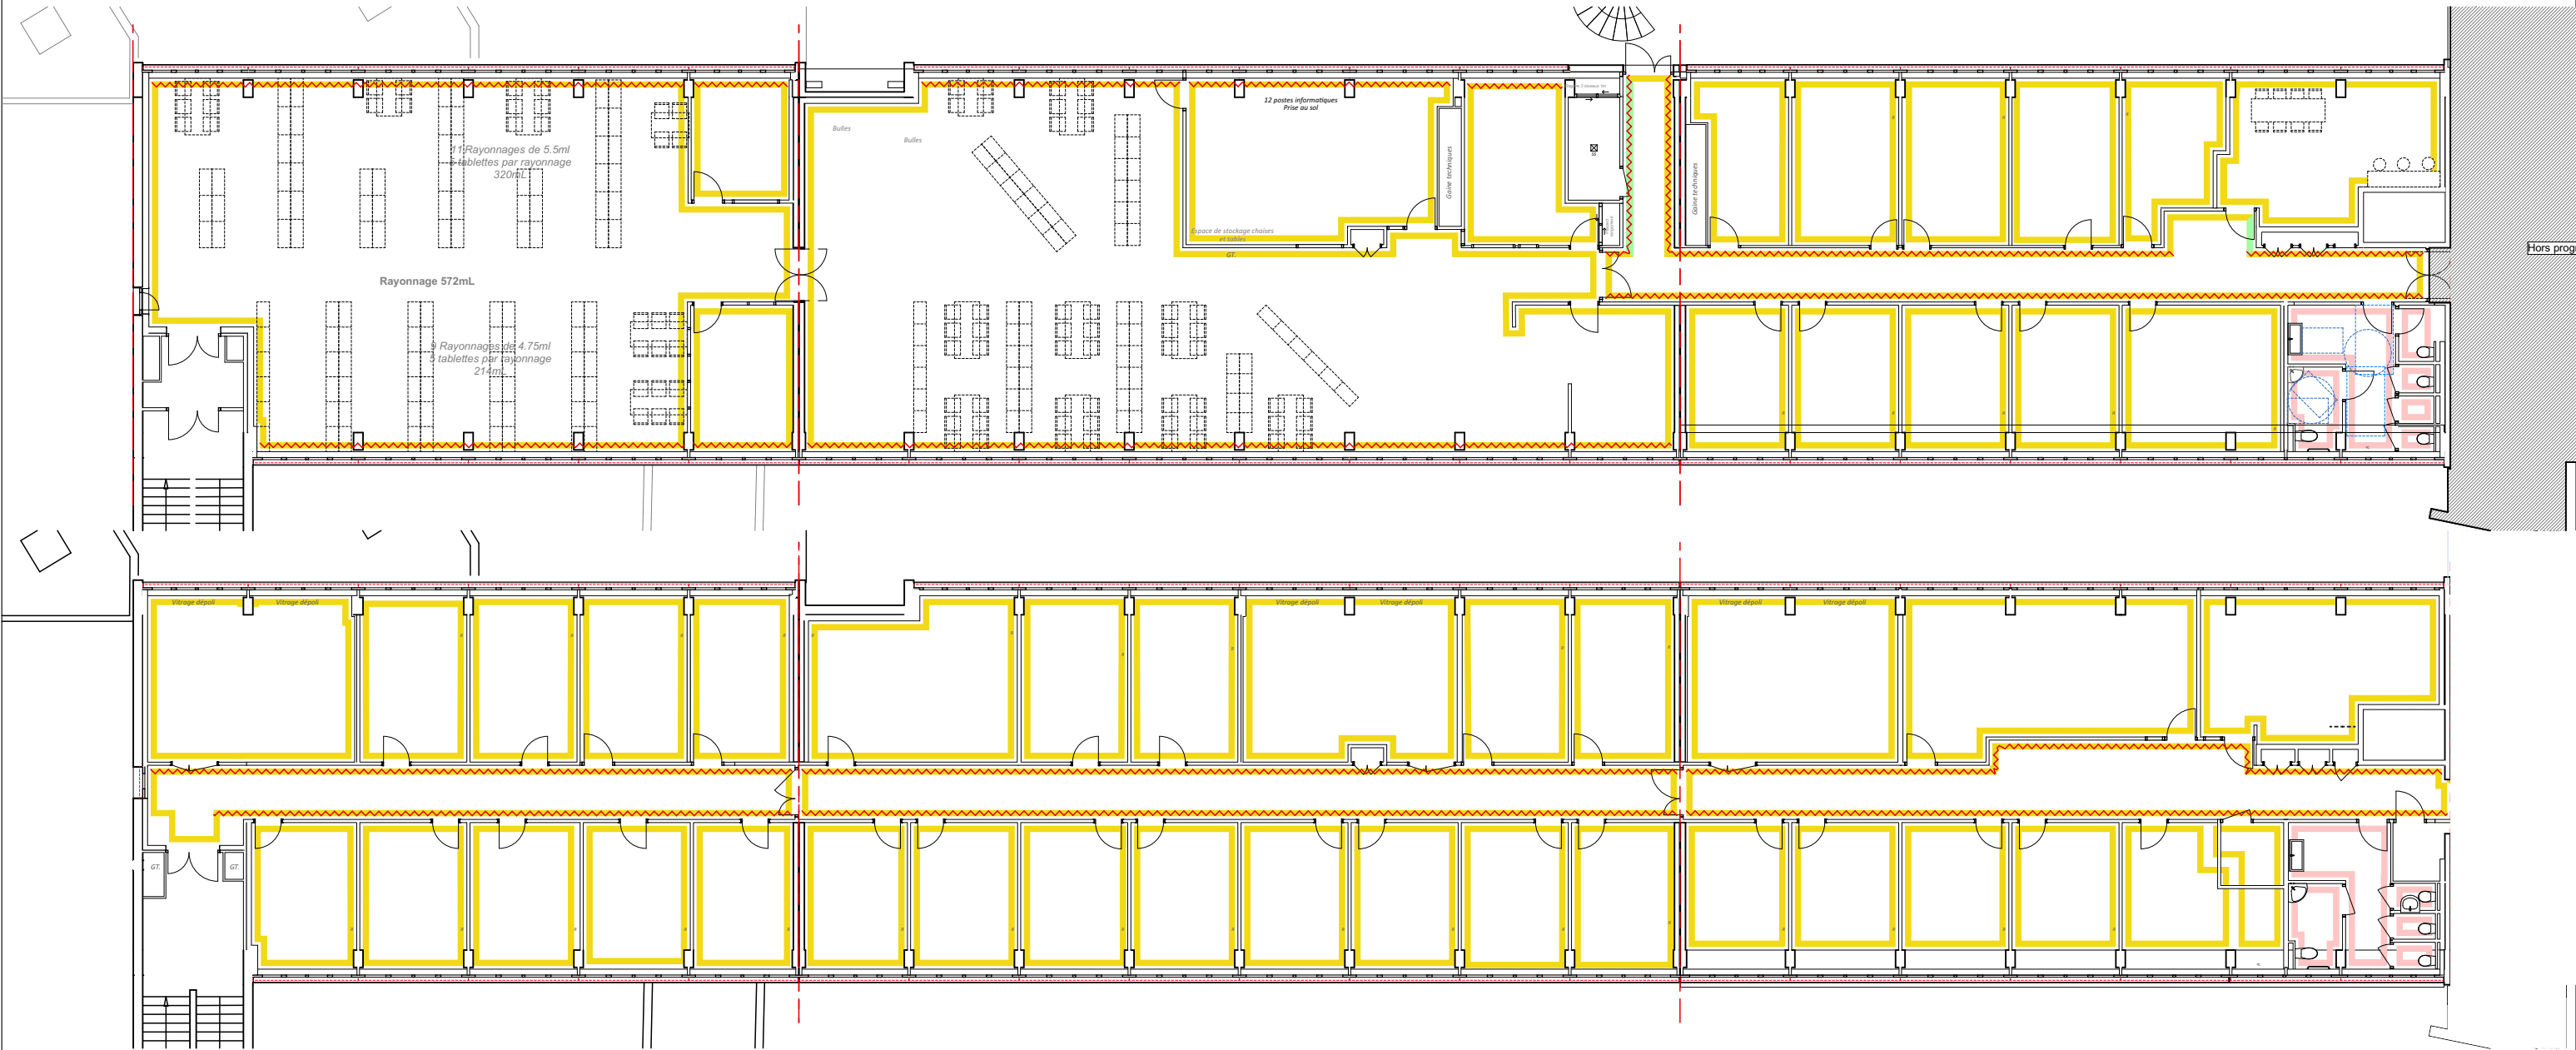 12 postes informatiques
Prise au sol
Bulles
Bulles
11 Rayonnages de 5.5ml
tablettes par rayonnage
320mL
Gaine techniques
Gaine techniques
Espace de stockage chaises
et tables
GT.
Hors prog
Rayonnage 572mL
9 Rayonnages de 4.75ml
5 tablettes par rayonnage
214mL
Vitrage dépoli
Vitrage dépoli
Vitrage dépoli
Vitrage dépoli
Vitrage dépoli
Vitrage dépoli
GT.
GT.